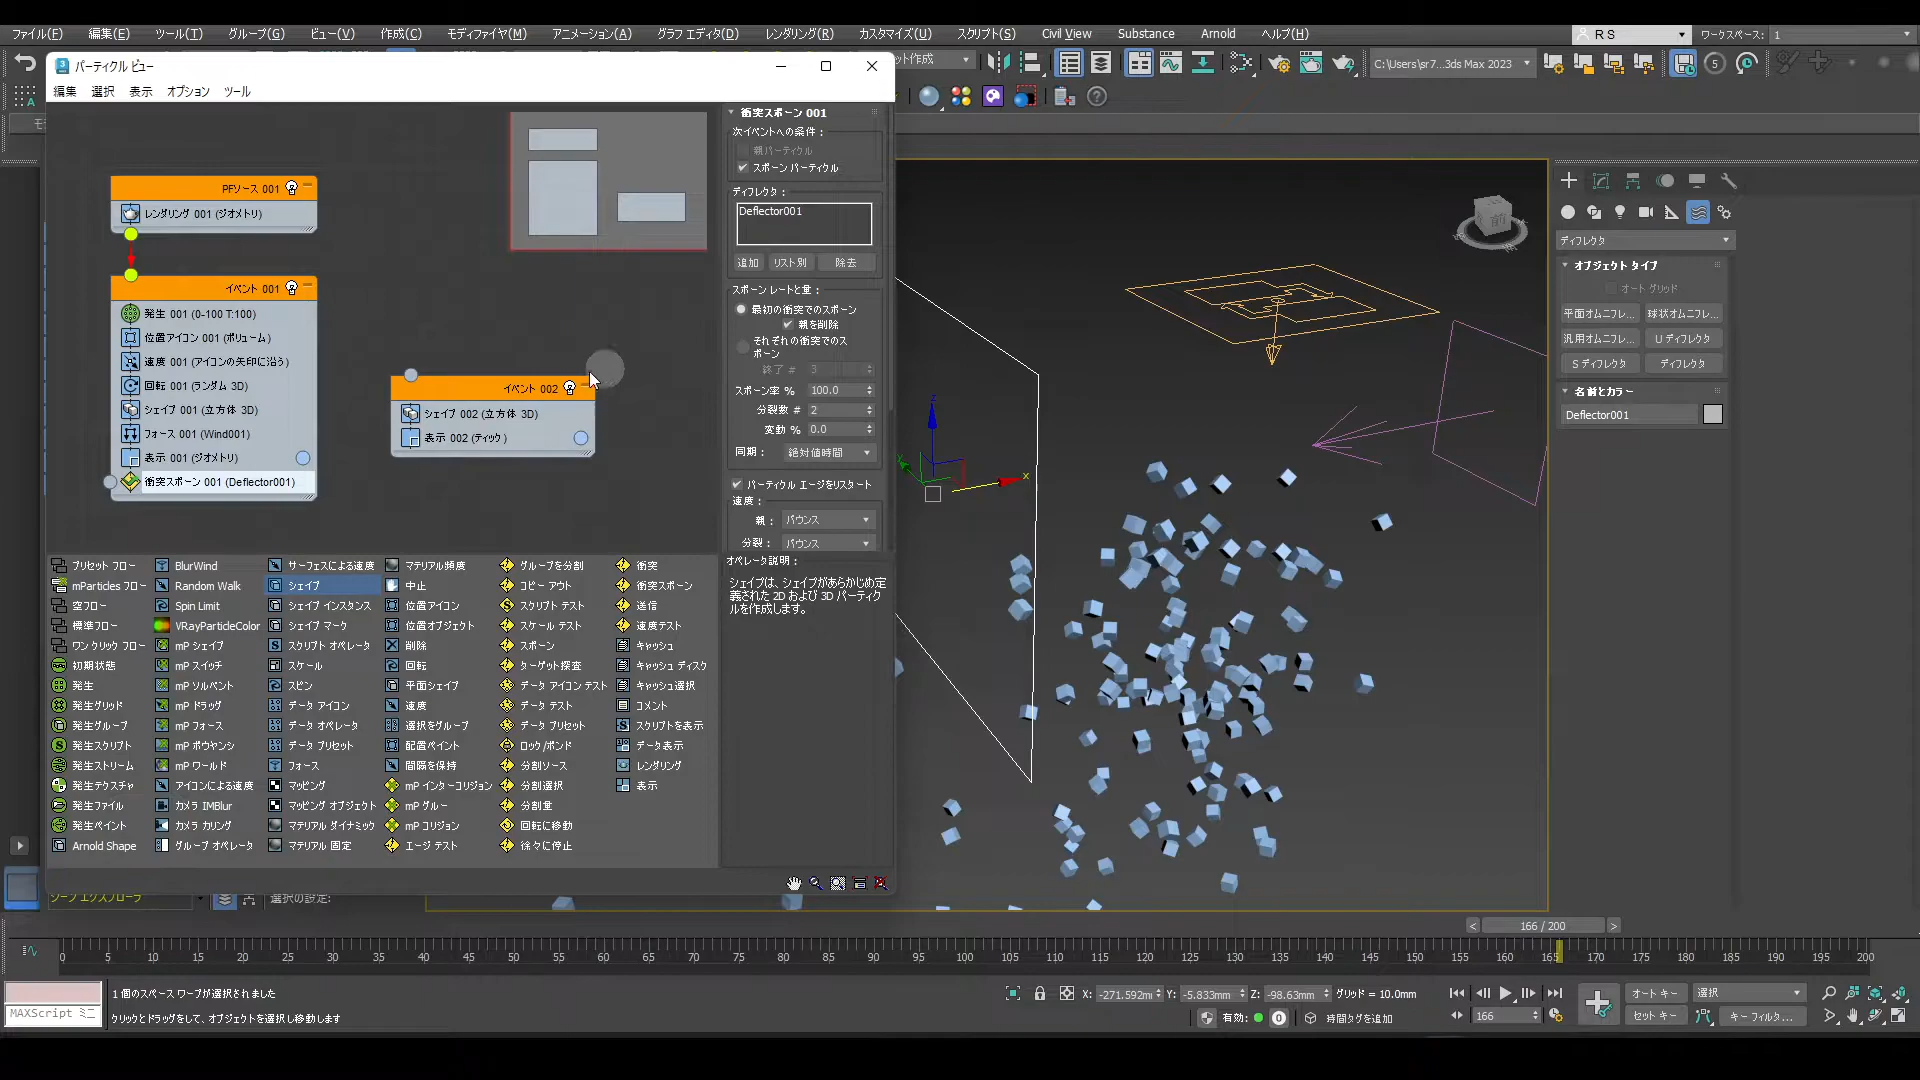 ファイル(F) 編集(E) ツール(T) グループ(G) ビュー(V) 作成(C) モディファイヤ(M) アニメーション(A) グラフ エディタ(D) レンダリング(R) カスタマイズ(U) スクリプト(S) Civil View Substance Arnold ヘルプ(H)
R S
ワークスペース: 1
パーティクル ビュー
C:\Users\sr7...3ds Max 2023
編集 選択 表示 オプション ツール
PFソース 001
レンダリング 001 (ジオメトリ)
イベント 001
発生 001 (0-100 T:100)
位置アイコン 001 (ボリューム)
速度 001 (アイコンの矢印に沿う)
回転 001 (ランダム 3D)
シェイプ 001 (立方体 3D)
フォース 001 (Wind001)
表示 001 (ジオメトリ)
衝突スポーン 001 (Deflector001)
イベント 002
シェイプ 002 (立方体 3D)
表示 002 (ティック)
衝突スポーン 001
次イベントへの条件:
親パーティクル
スポーン パーティクル
ディフレクタ:
Deflector001
追加 リスト別 除去
スポーン レートと量:
最初の衝突でのスポーン
親を削除
それぞれの衝突でのス
ポーン
終了 # 3
スポーン率 % 100.0
分裂数 # 2
変動 % 0.0
同期: 絶対値時間
パーティクル エージをリスタート
速度:
親: バウンス
分裂: バウンス
オペレータ説明:
シェイプは、シェイプがあらかじめ定
義された 2D および 3D パーティク
ルを作成します。
プリセット フロー BlurWind サーフェスによる速度 マテリアル頻度 グループを分割 衝突
mParticles フロー Random Walk シェイプ 中止 コピー アウト 衝突スポーン
空フロー Spin Limit シェイプ インスタンス 位置アイコン スクリプト テスト 送信
標準フロー VRayParticleColor シェイプ マーク 位置オブジェクト スケール テスト 速度テスト
ワン クリック フロー mP シェイプ スクリプト オペレータ 削除 スポーン キャッシュ
初期状態 mP スイッチ スケール 回転 ターゲット探査 キャッシュ ディスク
発生 mP ソルベント スピン 平面シェイプ データ アイコン テスト キャッシュ選択
発生グリッド mP ドラッグ データ アイコン 速度 データ テスト コメント
発生グループ mP フォース データ オペレータ 選択をグループ データ プリセット スクリプトを表示
発生スクリプト mP ボウヤンシ データ プリセット 配置ペイント ロック/ボンド データ表示
発生ストリーム mP ワールド フォース 間隔を保持 分割ソース レンダリング
発生テクスチャ アイコンによる速度 マッピング mP インターコリジョン 分割選択 表示
発生ファイル カメラ IMBlur マッピング オブジェクト mP グルー 分割量
発生ペイント カメラ カリング マテリアル ダイナミック mP コリジョン 回転に移動
Arnold Shape グループ オペレータ マテリアル 固定 エージ テスト 徐々に停止
前
ディフレクタ
オブジェクト タイプ
オート グリッド
平面オムニフレ... 球状オムニフレ...
汎用オムニフレ... U ディフレクタ
S ディフレクタ ディフレクタ
名前とカラー
Deflector001
選択の設定:
166 / 200
0 5 10 15 20 25 30 35 40 45 50 55 60 65 70 75 80 85 90 95 100 105 110 115 120 125 130 135 140 145 150 155 160 165 170 175 180 185 190 195 200
1 個のスペース ワープが選択されました
X: -271.592m Y: -5.833mm Z: -98.63mm グリッド = 10.0mm
オート キー 選択
MAXScript ミニ
クリックとドラッグをして、オブジェクトを選択し移動します
有効: 0 時間タグを追加
166
セット キー キー フィルタ...